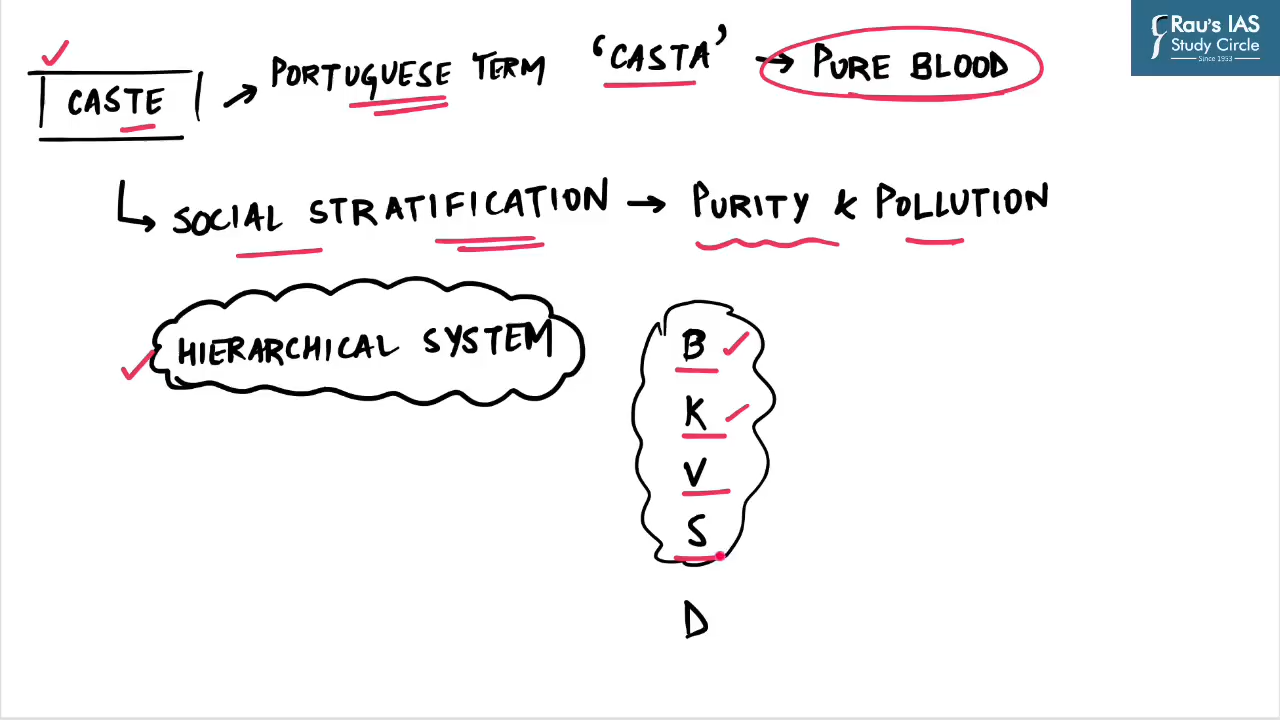 Rau's IAS
Study Circle
Since 1953
CASTE → PORTUGUESE TERM 'CASTA' → PURE BLOOD
SOCIAL STRATIFICATION → PURITY & POLLUTION
HIERARCHICAL SYSTEM
B
K
V
S
D